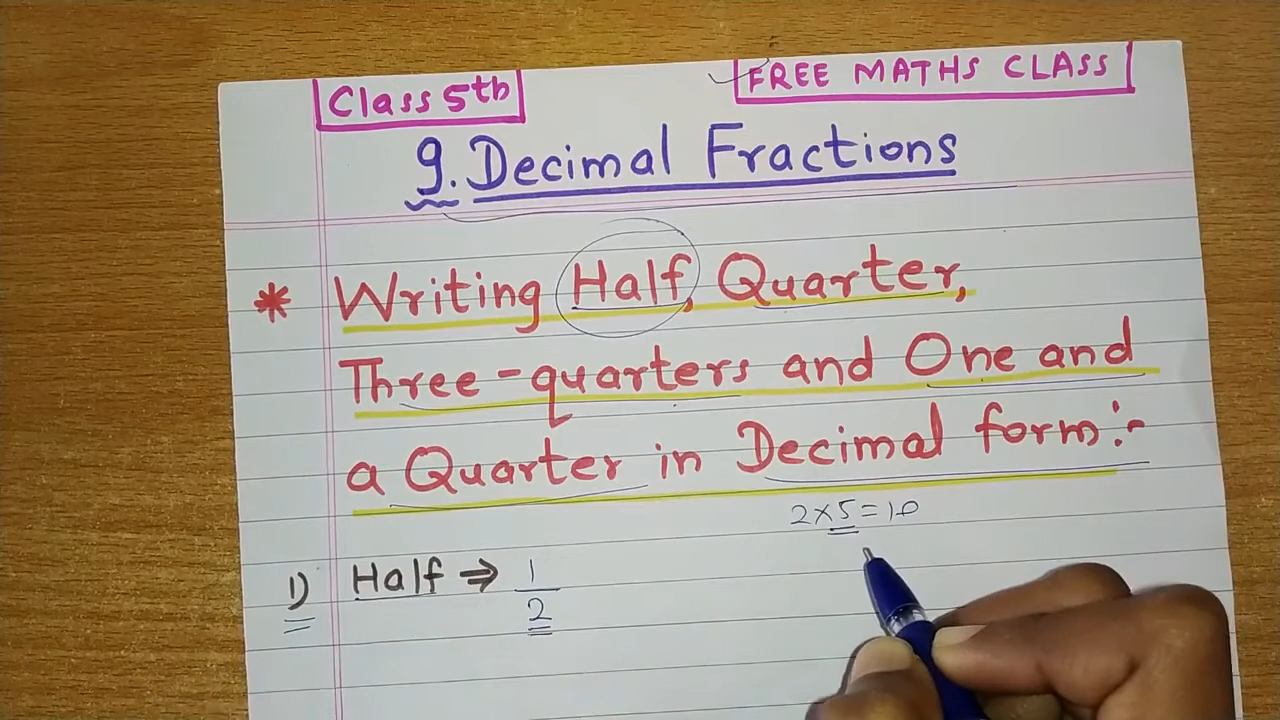 Class 5th
FREE MATHS CLASS
9. Decimal Fractions
* Writing Half, Quarter,
Three-quarters and One and
a Quarter in Decimal form:-
2×5=10
1) Half ⇒ 1/2